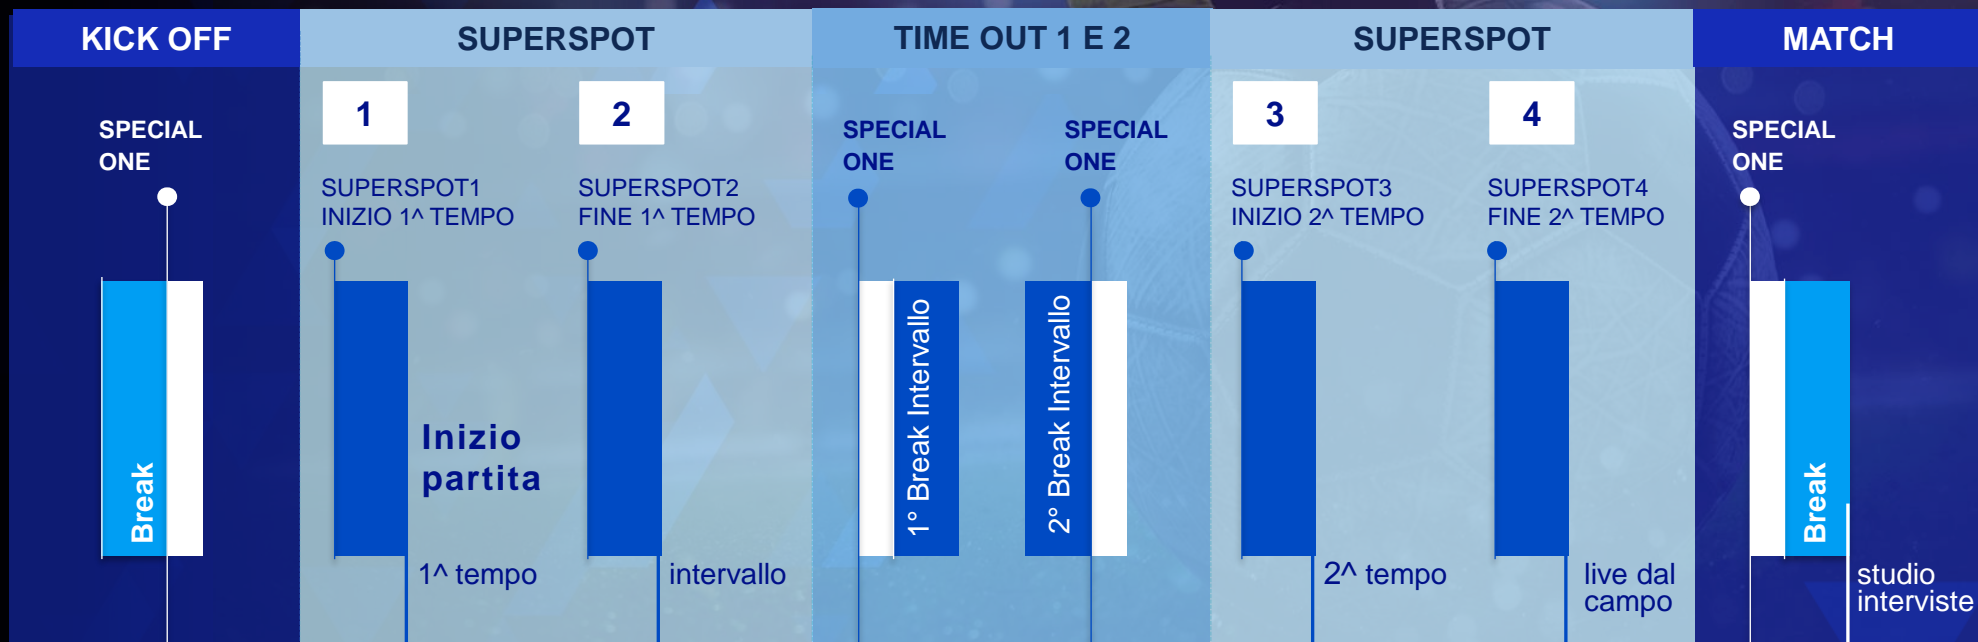 KICK OFF
SUPERSPOT
TIME OUT 1 E 2
SUPERSPOT
MATCH
SPECIAL
ONE
Break
1
SUPERSPOT1
INIZIO 1^ TEMPO
Inizio
partita
1^ tempo
2
SUPERSPOT2
FINE 1^ TEMPO
intervallo
SPECIAL
ONE
1° Break Intervallo
SPECIAL
ONE
2° Break Intervallo
3
SUPERSPOT3
INIZIO 2^ TEMPO
2^ tempo
4
SUPERSPOT4
FINE 2^ TEMPO
live dal
campo
SPECIAL
ONE
Break
studio
interviste